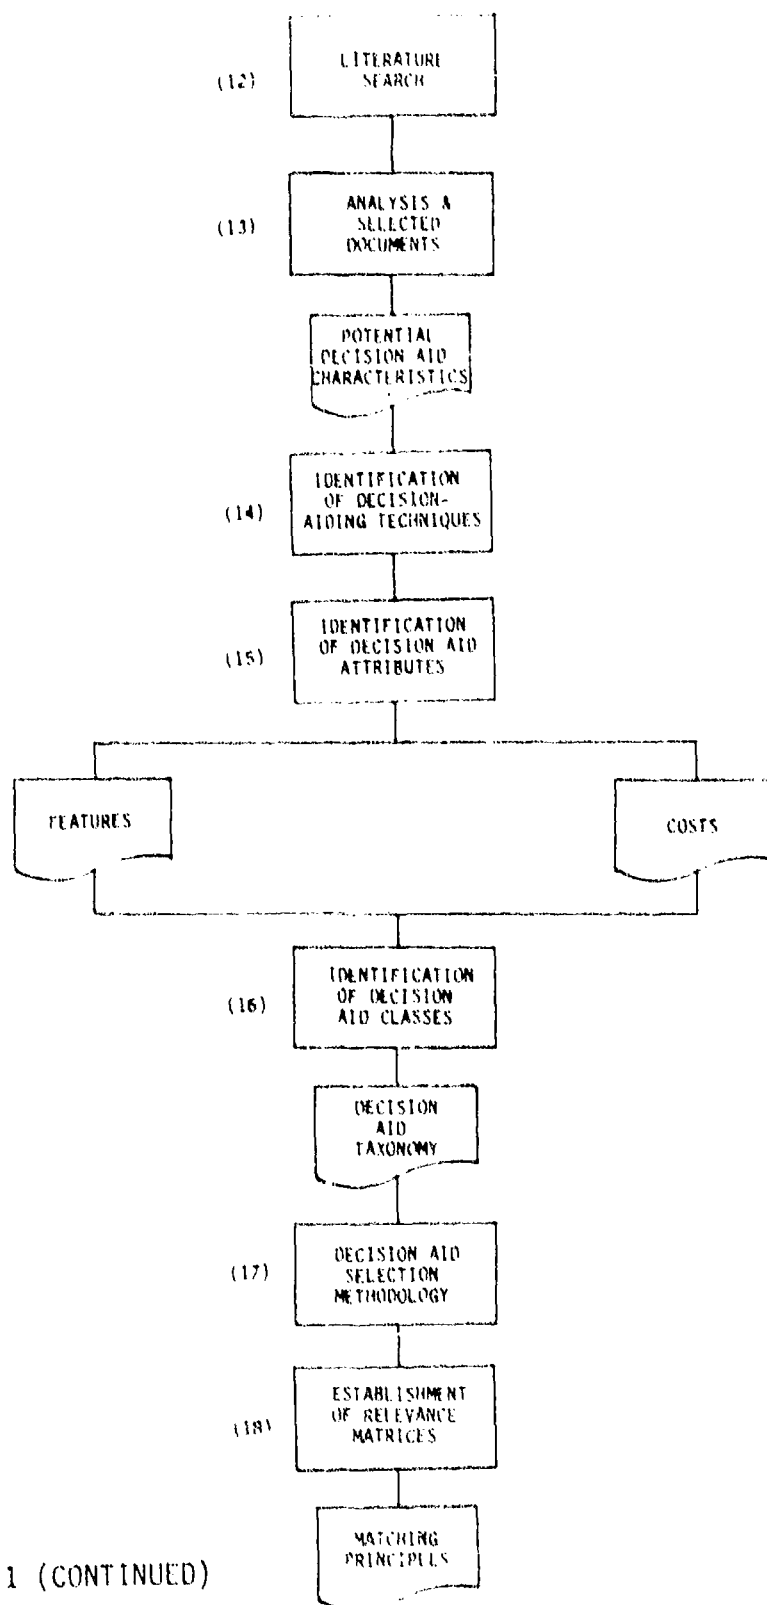 (12)
LITERATURE
SEARCH
(13)
ANALYSIS &
SELECTED
DOCUMENTS
POTENTIAL
DECISION AID
CHARACTERISTICS
(14)
IDENTIFICATION
OF DECISION-
AIDING TECHNIQUES
(15)
IDENTIFICATION
OF DECISION AID
ATTRIBUTES
FEATURES
COSTS
(16)
IDENTIFICATION
OF DECISION
AID CLASSES
DECISION
AID
TAXONOMY
(17)
DECISION AID
SELECTION
METHODOLOGY
(18)
ESTABLISHMENT
OF RELEVANCE
MATRICES
MATCHING
PRINCIPLES
1 (CONTINUED)